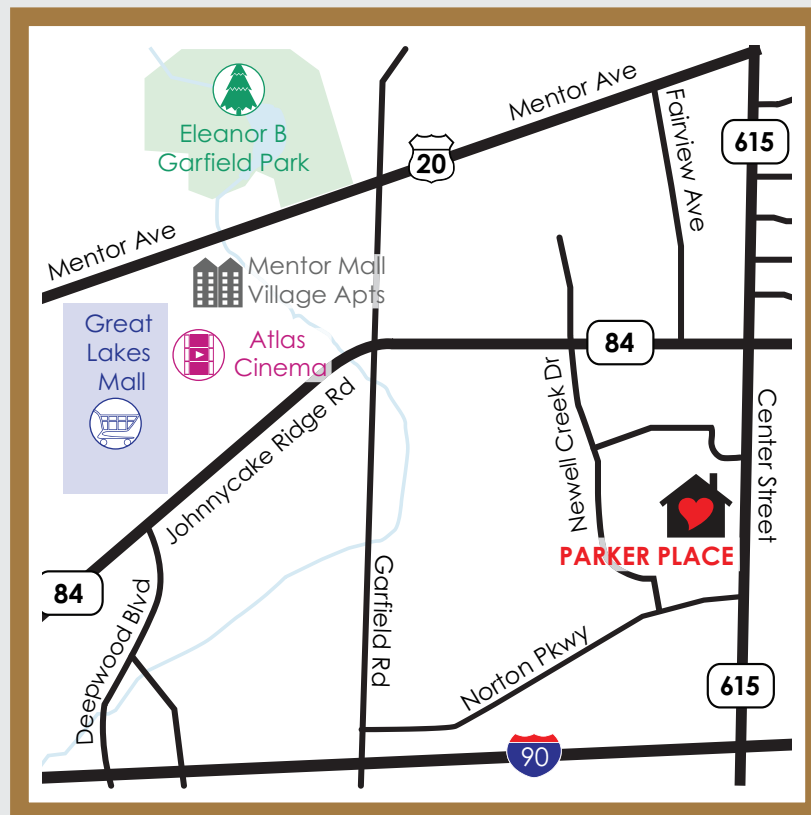 Eleanor B
Garfield Park
Mentor Ave
20
Fairview Ave
615
Mentor Ave
Mentor Mall
Village Apts
Great
Lakes
Mall
Atlas
Cinema
84
Johnnycake Ridge Rd
Newell Creek Dr
Center Street
PARKER PLACE
84
Deepwood Blvd
Garfield Rd
Norton Pkwy
615
90